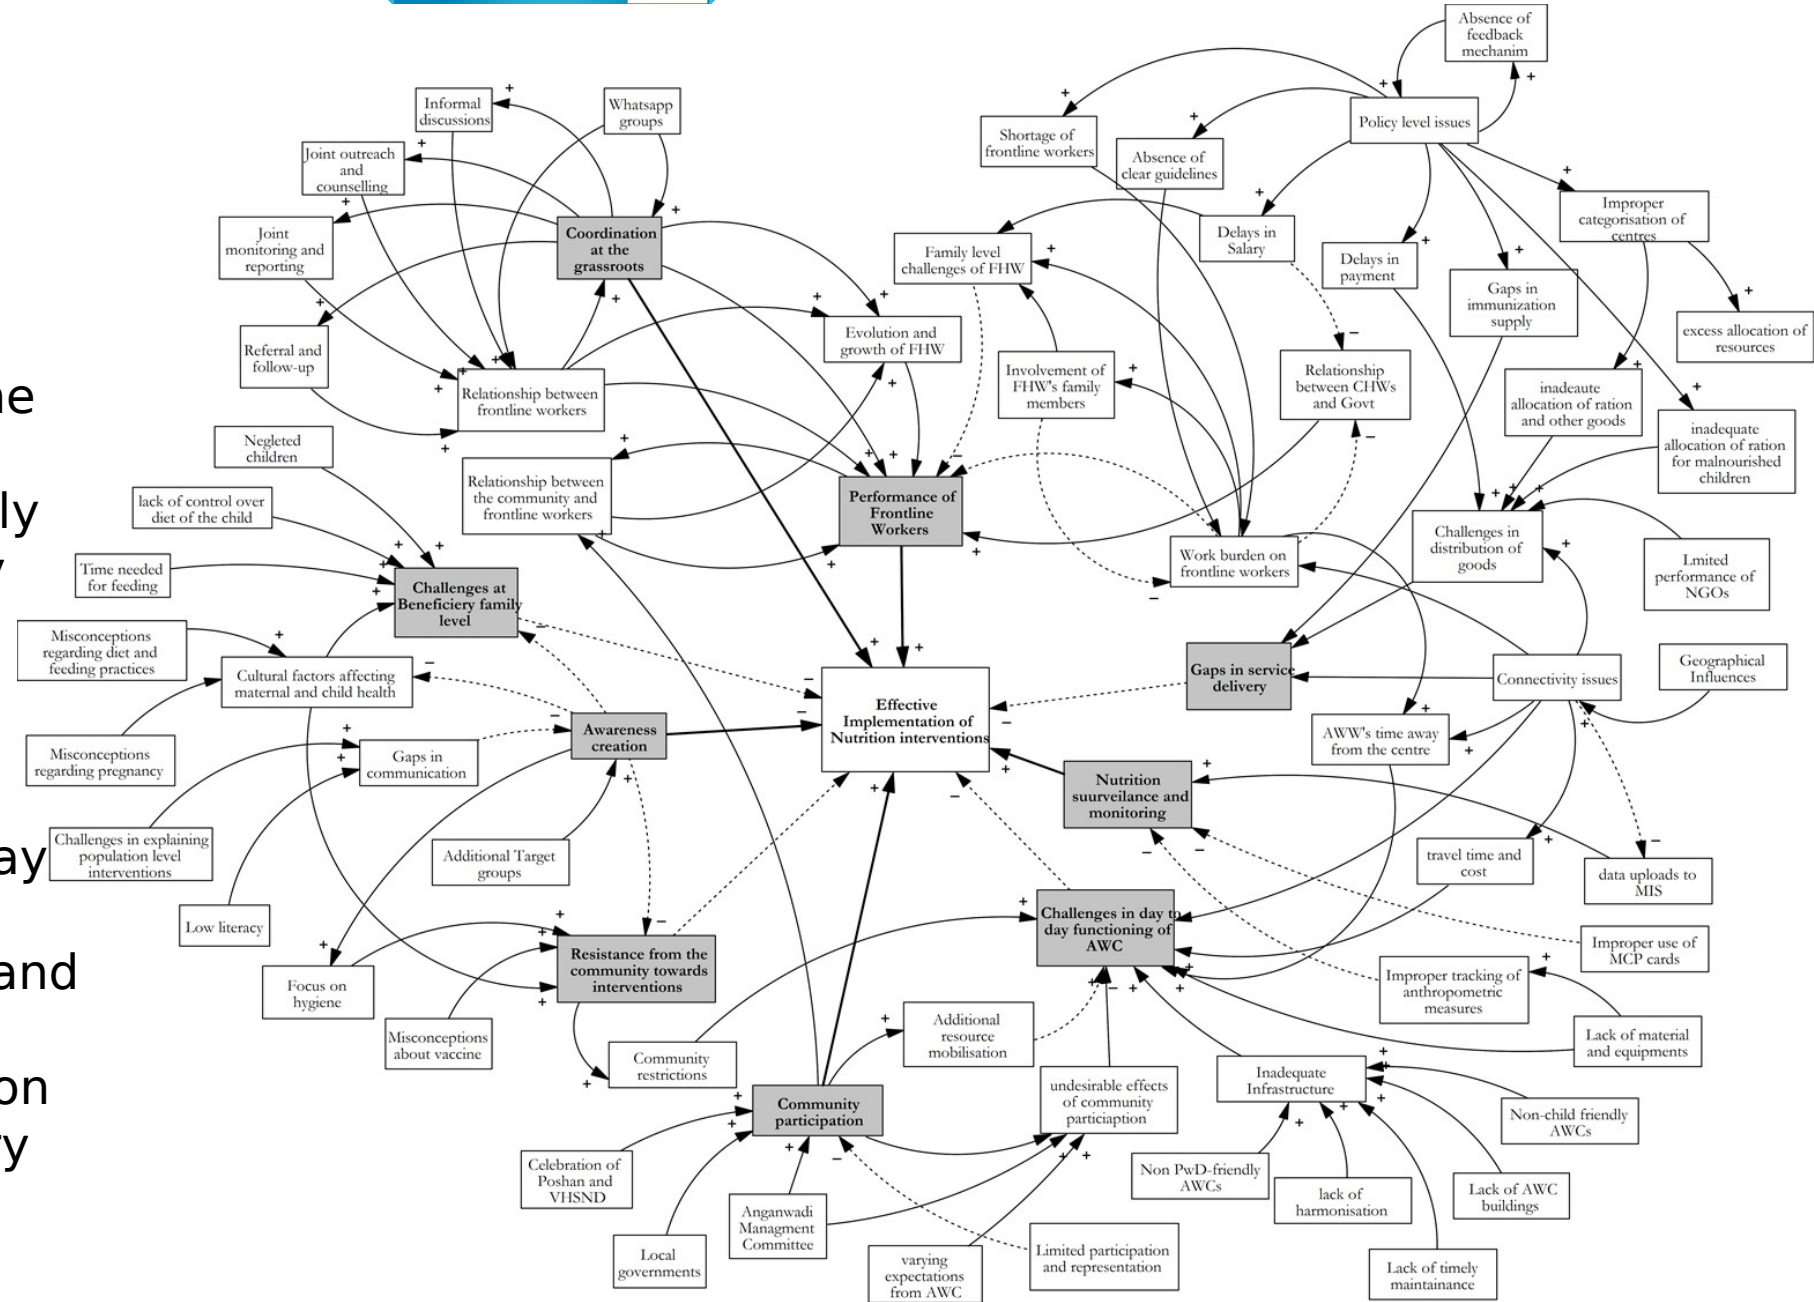 Absence of
feedback
mechanim
Informal
discussions
Whatsapp
groups
Policy level issues
Shortage of
frontline workers
Joint outreach
and
counselling
Absence of
clear guidelines
Improper
categorisation of
centres
Joint
monitoring and
reporting
Coordination
at the
grassroots
Family level
challenges of FHW
Delays in
Salary
Delays in
payment
Gaps in
immunization
supply
excess allocation of
resources
Referral and
follow-up
Evolution and
growth of FHW
Relationship between
frontline workers
Involvement of
FHW's family
members
Relationship
between CHWs
and Govt
inadeaute
allocation of ration
and other goods
inadequate
allocation of ration
for malnourished
children
ne
Negleted
children
Relationship between
the community and
frontline workers
Performance of
Frontline
Workers
lack of control over
diet of the child
ly
Work burden on
frontline workers
Challenges in
distribution of
goods
Lmited
performance of
NGOs
Time needed
for feeding
y
Challenges at
Beneficiery family
level
Misconceptions
regarding diet and
feeding practices
Cultural factors affecting
maternal and child health
Gaps in service
delivery
Connectivity issues
Geographical
Influences
Effective
Implementation of
Nutrition interventions
Awareness
creation
Misconceptions
regarding pregnancy
Gaps in
communication
AWW's time away
from the centre
Nutrition
suurveilance and
monitoring
ay
Challenges in explaining
population level
interventions
Additional Target
groups
travel time and
cost
data uploads to
MIS
Low literacy
Challenges in day to
day functioning of
AWC
Improper use of
MCP cards
and
Focus on
hygiene
Resistance from the
community towards
interventions
Improper tracking of
anthropometric
measures
Misconceptions
about vaccine
Community
restrictions
Additional
resource
mobilisation
Lack of material
and equipments
on
Community
participation
undesirable effects
of community
particiaption
Inadequate
Infrastructure
Non-child friendly
AWCs
ry
Celebration of
Poshan and
VHSND
Non PwD-friendly
AWCs
lack of
harmonisation
Lack of AWC
buildings
Local
governments
Anganwadi
Managment
Committee
varying
expectations
from AWC
Limited participation
and representation
Lack of timely
maintainance